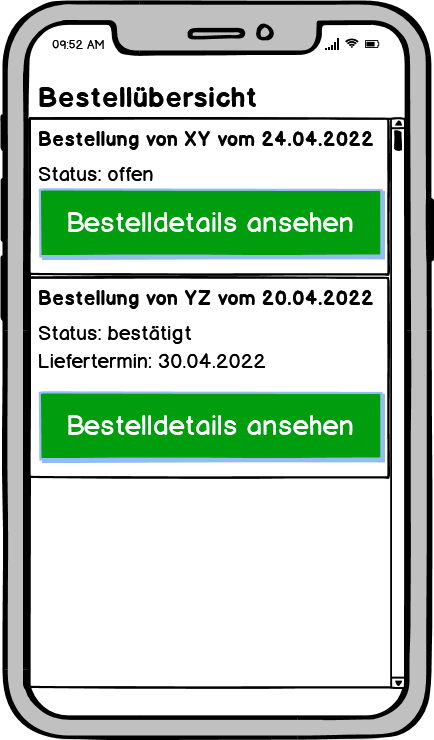 09:52 AM
Bestellübersicht
Bestellung von XY vom 24.04.2022
Status: offen
Bestelldetails ansehen
Bestellung von YZ vom 20.04.2022
Status: bestätigt
Liefertermin: 30.04.2022
Bestelldetails ansehen